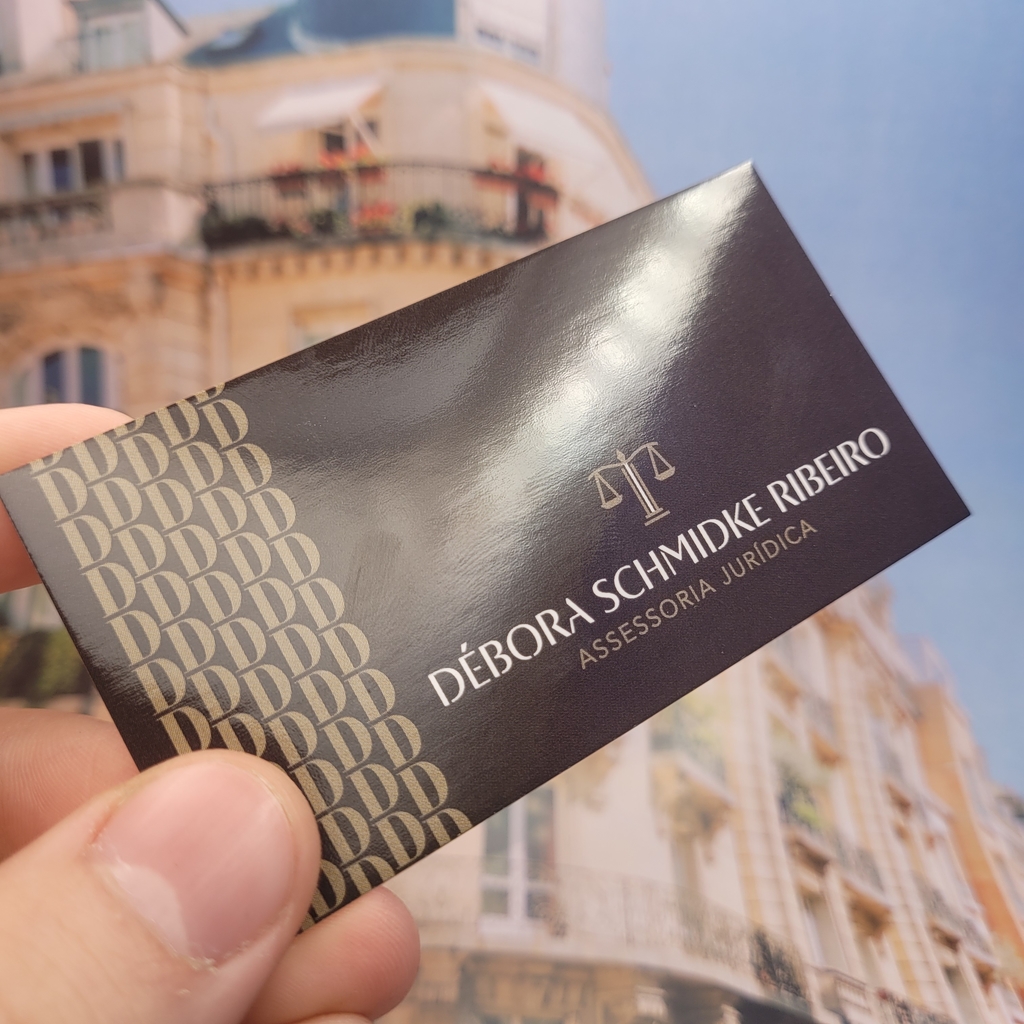 DÉBORA SCHMIDKE RIBEIRO
ASSESSORIA JURÍDICA